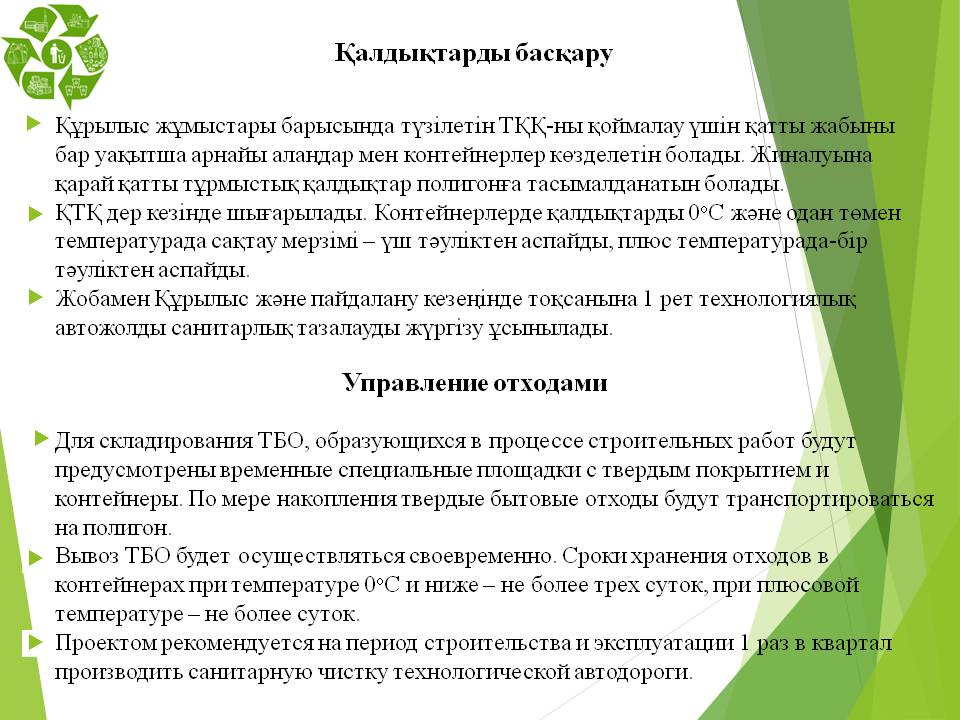 Қалдықтарды басқару
Құрылыс жұмыстары барысында түзілетін ТҚҚ-ны қоймалау үшін қатты жабыны
бар уақытша арнайы алаңдар мен контейнерлер көзделетін болады. Жиналуына
қарай қатты тұрмыстық қалдықтар полигонға тасымалданатын болады.
ҚТҚ дер кезінде шығарылады. Контейнерлерде қалдықтарды 0°С және одан төмен
температурада сақтау мерзімі – үш тәуліктен аспайды, плюс температурада-бір
тәуліктен аспайды.
Жобамен Құрылыс және пайдалану кезеңінде тоқсанына 1 рет технологиялық
автожолды санитарлық тазалауды жүргізу ұсынылады.
Управление отходами
Для складирования ТБО, образующихся в процессе строительных работ будут
предусмотрены временные специальные площадки с твердым покрытием и
контейнеры. По мере накопления твердые бытовые отходы будут транспортироваться
на полигон.
Вывоз ТБО будет осуществляться своевременно. Сроки хранения отходов в
контейнерах при температуре 0°С и ниже – не более трех суток, при плюсовой
температуре – не более суток.
Проектом рекомендуется на период строительства и эксплуатации 1 раз в квартал
производить санитарную чистку технологической автодороги.